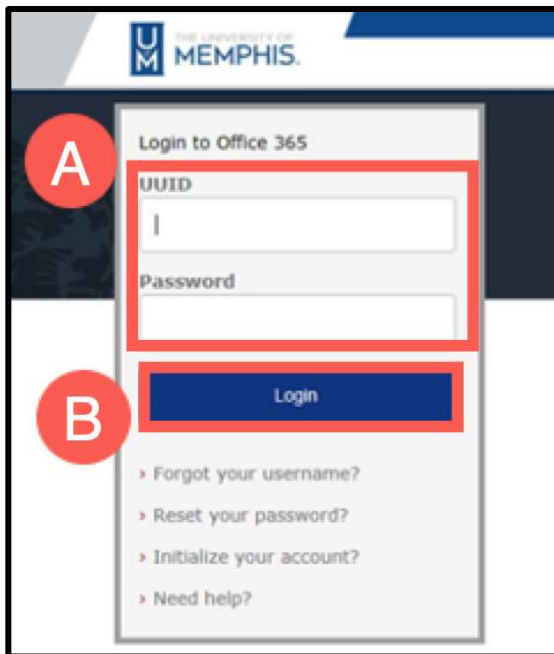 UM
THE UNIVERSITY OF
MEMPHIS.
Login to Office 365
A
UUID
Password
B
Login
› Forgot your username?
› Reset your password?
› Initialize your account?
› Need help?